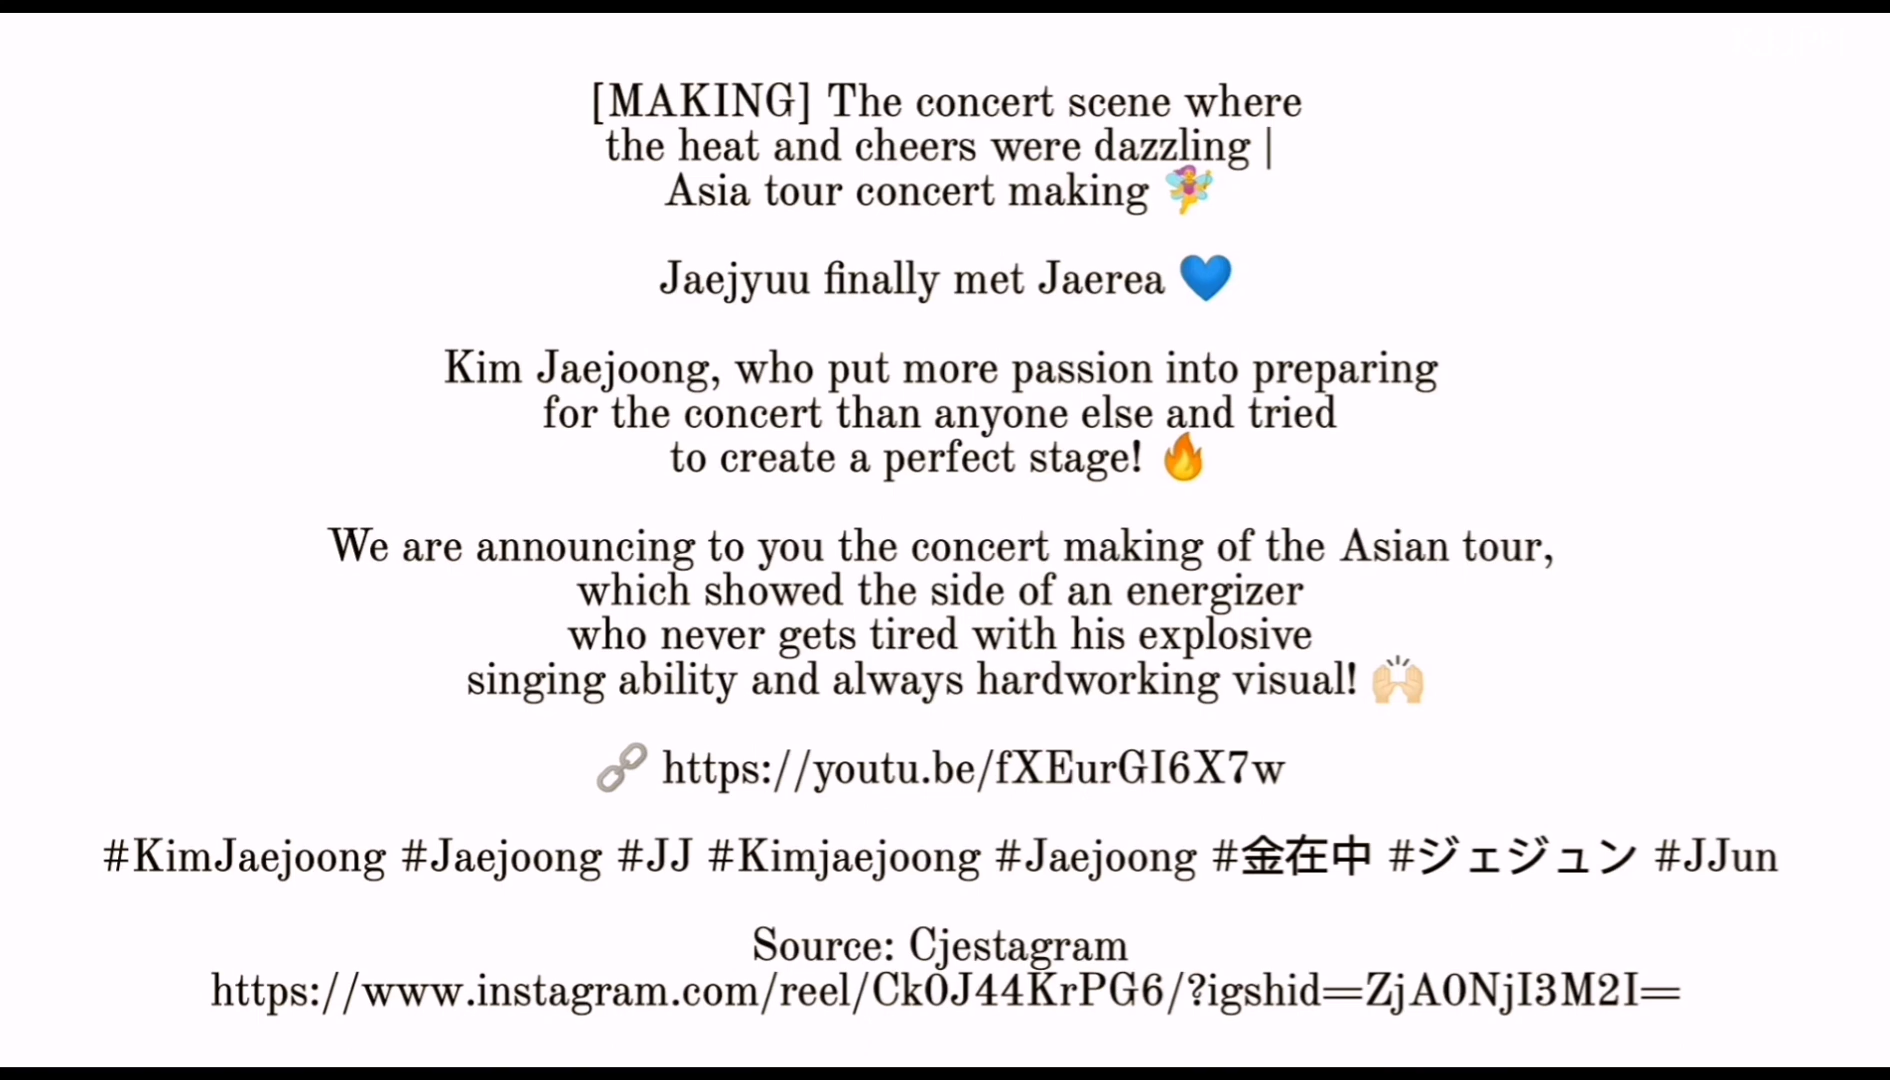 [MAKING] The concert scene where
the heat and cheers were dazzling |
Asia tour concert making 🧚
Jaejyuu finally met Jaerea 💙
Kim Jaejoong, who put more passion into preparing
for the concert than anyone else and tried
to create a perfect stage! 🔥
We are announcing to you the concert making of the Asian tour,
which showed the side of an energizer
who never gets tired with his explosive
singing ability and always hardworking visual! 🙌🏻
🔗 https://youtu.be/fXEurGI6X7w
#KimJaejoong #Jaejoong #JJ #Kimjaejoong #Jaejoong #金在中 #ジェジュン #JJun
Source: Cjestagram
https://www.instagram.com/reel/Ck0J44KrPG6/?igshid=ZjA0NjI3M2I=